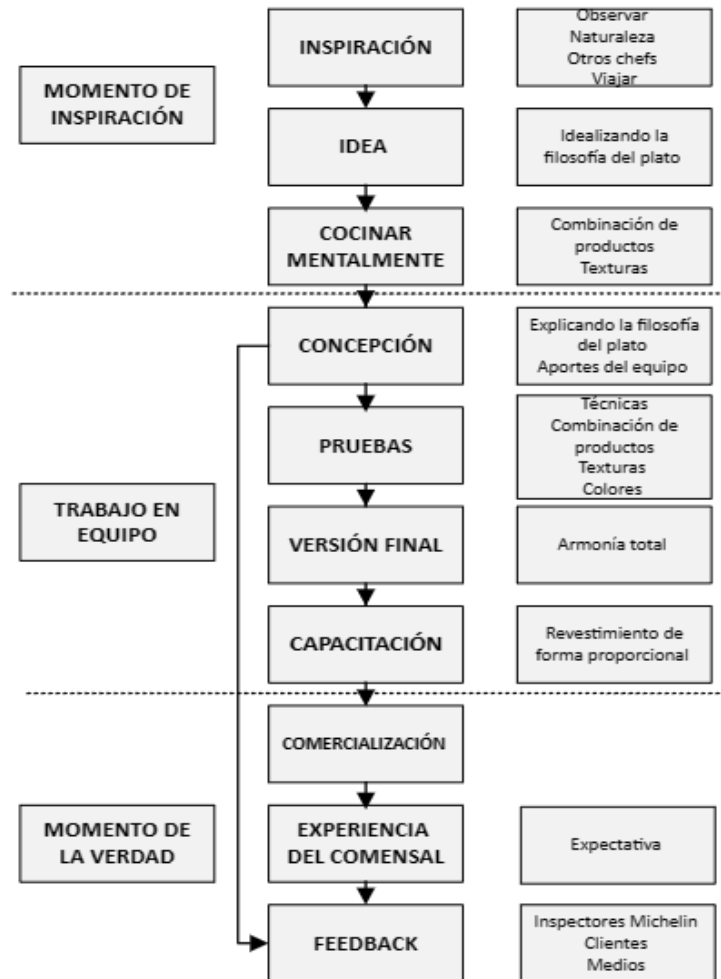 INSPIRACIÓN
Observar
Naturaleza
Otros chefs
Viajar
MOMENTO DE
INSPIRACIÓN
IDEA
Idealizando la
filosofía del plato
COCINAR
MENTALMENTE
Combinación de
productos
Texturas
CONCEPCIÓN
Explicando la filosofía
del plato
Aportes del equipo
PRUEBAS
Técnicas
Combinación de
productos
Texturas
Colores
TRABAJO EN
EQUIPO
VERSIÓN FINAL
Armonía total
CAPACITACIÓN
Revestimiento de
forma proporcional
COMERCIALIZACIÓN
MOMENTO DE
LA VERDAD
EXPERIENCIA
DEL COMENSAL
Expectativa
FEEDBACK
Inspectores Michelin
Clientes
Medios